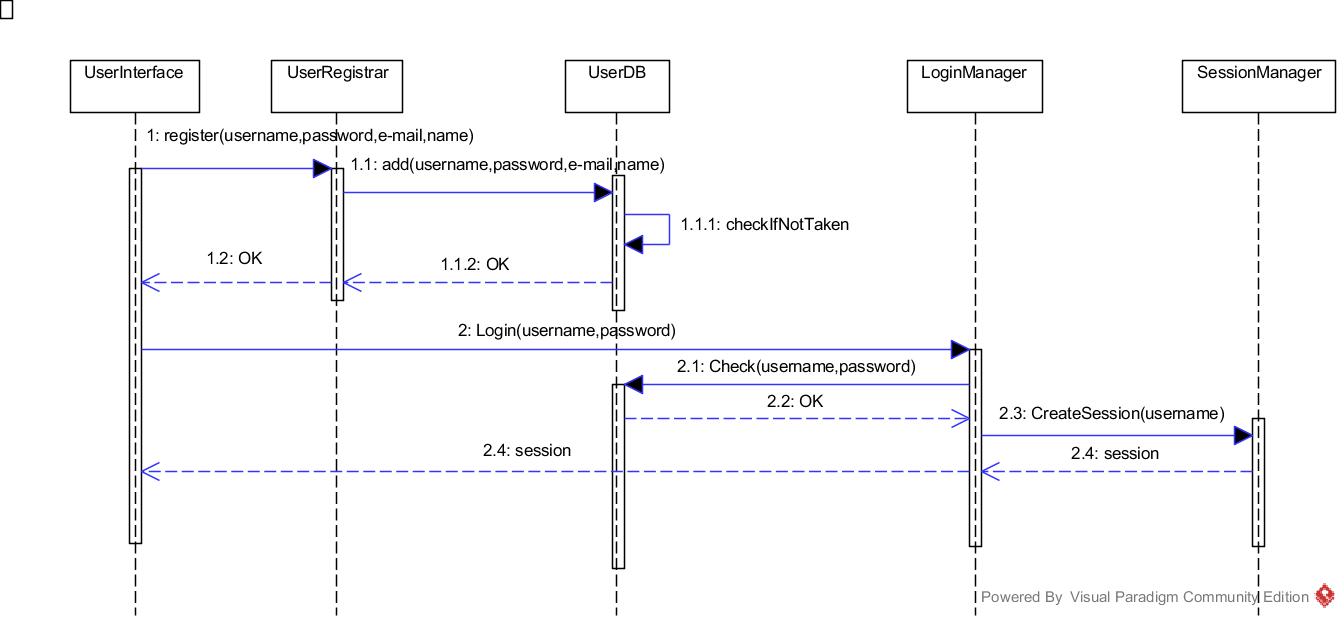 UserInterface
UserRegistrar
UserDB
LoginManager
SessionManager
1: register(username,password,e-mail,name)
1.1: add(username,password,e-mail,name)
1.1.1: checkIfNotTaken
1.2: OK
1.1.2: OK
2: Login(username,password)
2.1: Check(username,password)
2.2: OK
2.3: CreateSession(username)
2.4: session
2.4: session
Powered By Visual Paradigm Community Edition